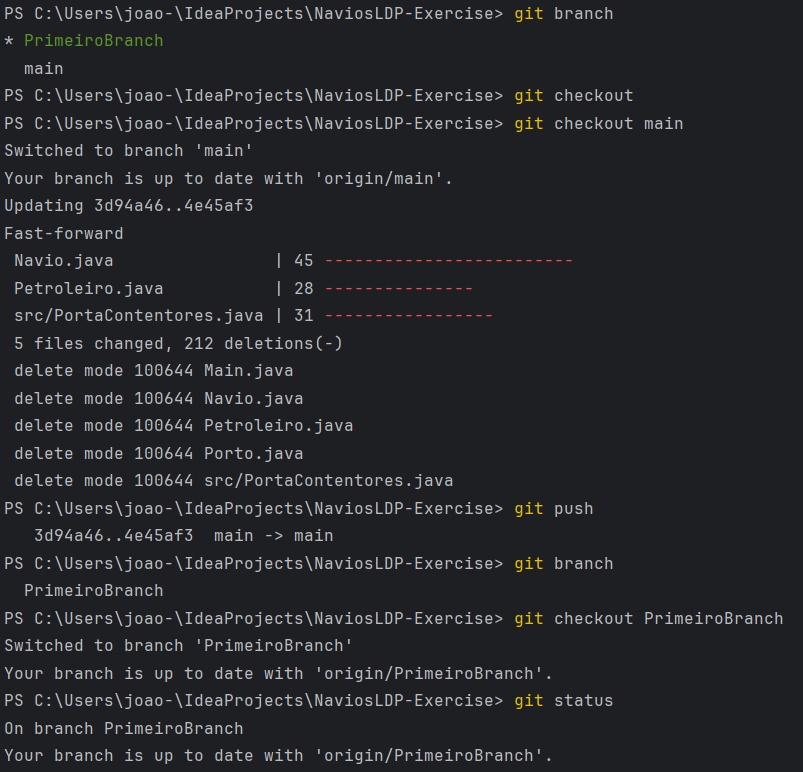 PS C:\Users\joao-\IdeaProjects\NaviosLDP-Exercise> git branch
* PrimeiroBranch
  main
PS C:\Users\joao-\IdeaProjects\NaviosLDP-Exercise> git checkout
PS C:\Users\joao-\IdeaProjects\NaviosLDP-Exercise> git checkout main
Switched to branch 'main'
Your branch is up to date with 'origin/main'.
Updating 3d94a46..4e45af3
Fast-forward
 Navio.java                | 45 -------------------------
 Petroleiro.java           | 28 ---------------
 src/PortaContentores.java | 31 -----------------
 5 files changed, 212 deletions(-)
 delete mode 100644 Main.java
 delete mode 100644 Navio.java
 delete mode 100644 Petroleiro.java
 delete mode 100644 Porto.java
 delete mode 100644 src/PortaContentores.java
PS C:\Users\joao-\IdeaProjects\NaviosLDP-Exercise> git push
   3d94a46..4e45af3  main -> main
PS C:\Users\joao-\IdeaProjects\NaviosLDP-Exercise> git branch
  PrimeiroBranch
PS C:\Users\joao-\IdeaProjects\NaviosLDP-Exercise> git checkout PrimeiroBranch
Switched to branch 'PrimeiroBranch'
Your branch is up to date with 'origin/PrimeiroBranch'.
PS C:\Users\joao-\IdeaProjects\NaviosLDP-Exercise> git status
On branch PrimeiroBranch
Your branch is up to date with 'origin/PrimeiroBranch'.